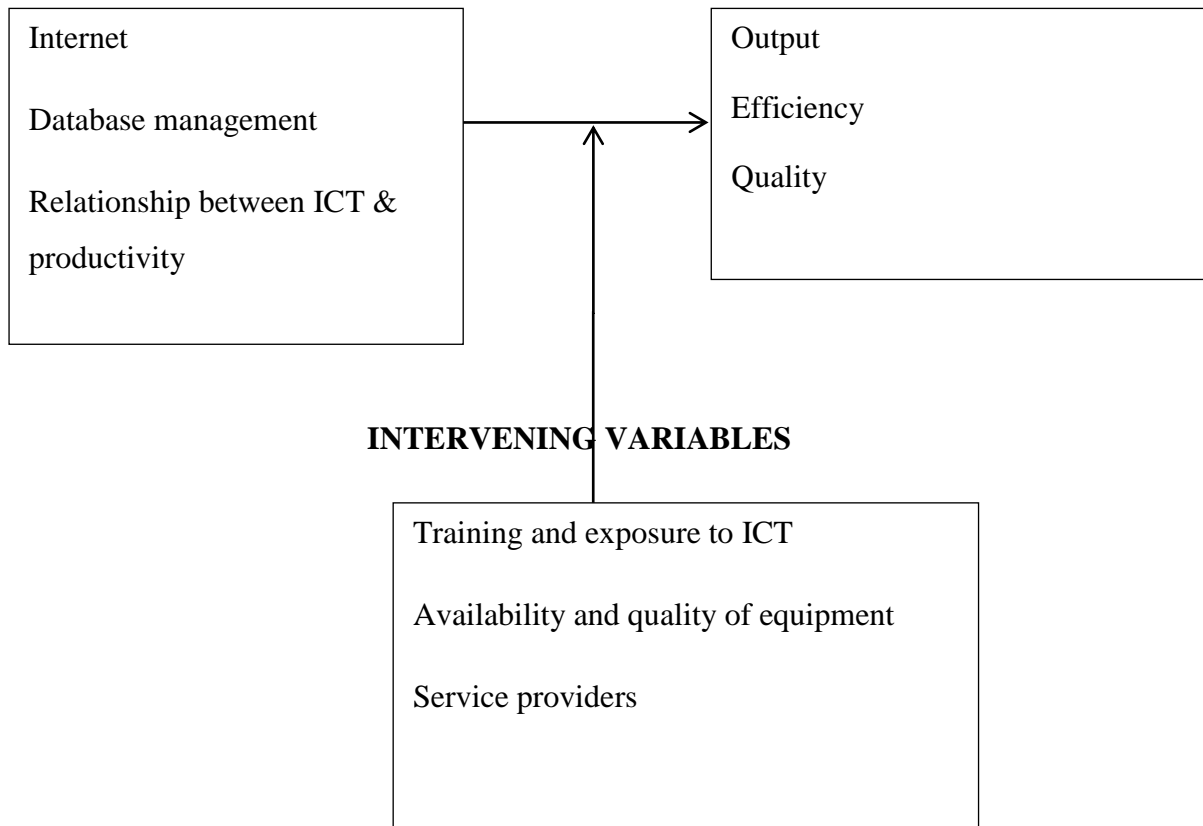 Internet
Database management
Relationship between ICT &
productivity
Output
Efficiency
Quality
INTERVENING VARIABLES
Training and exposure to ICT
Availability and quality of equipment
Service providers